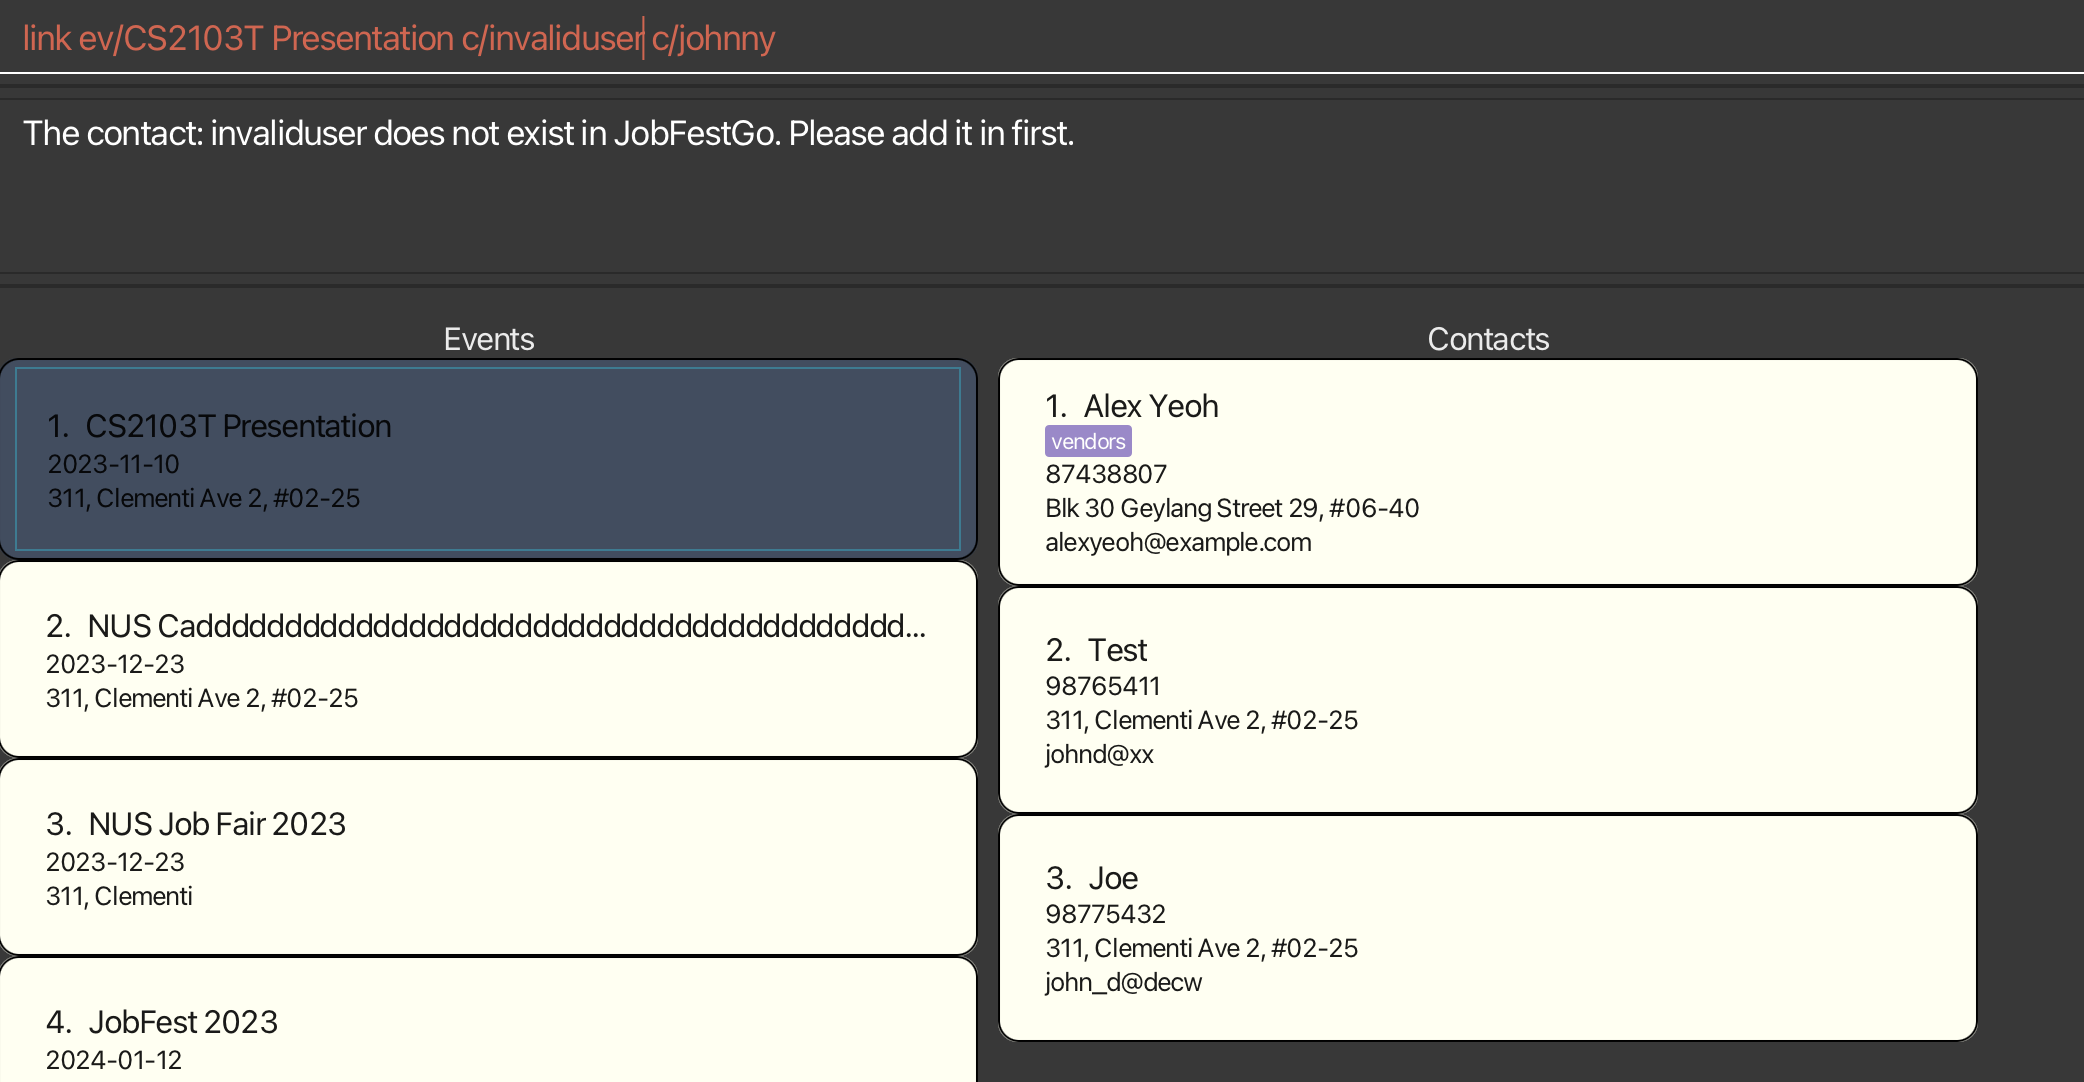 link ev/CS2103T Presentation c/invaliduser c/johnny
The contact: invaliduser does not exist in JobFestGo. Please add it in first.
Events
1. CS2103T Presentation
2023-11-10
311, Clementi Ave 2, #02-25
2. NUS Cadddddddddddddddddddddddddddddddddddddddd...
2023-12-23
311, Clementi Ave 2, #02-25
3. NUS Job Fair 2023
2023-12-23
311, Clementi
4. JobFest 2023
2024-01-12
Contacts
1. Alex Yeoh
vendors
87438807
Blk 30 Geylang Street 29, #06-40
alexyeoh@example.com
2. Test
98765411
311, Clementi Ave 2, #02-25
johnd@xx
3. Joe
98775432
311, Clementi Ave 2, #02-25
john_d@decw